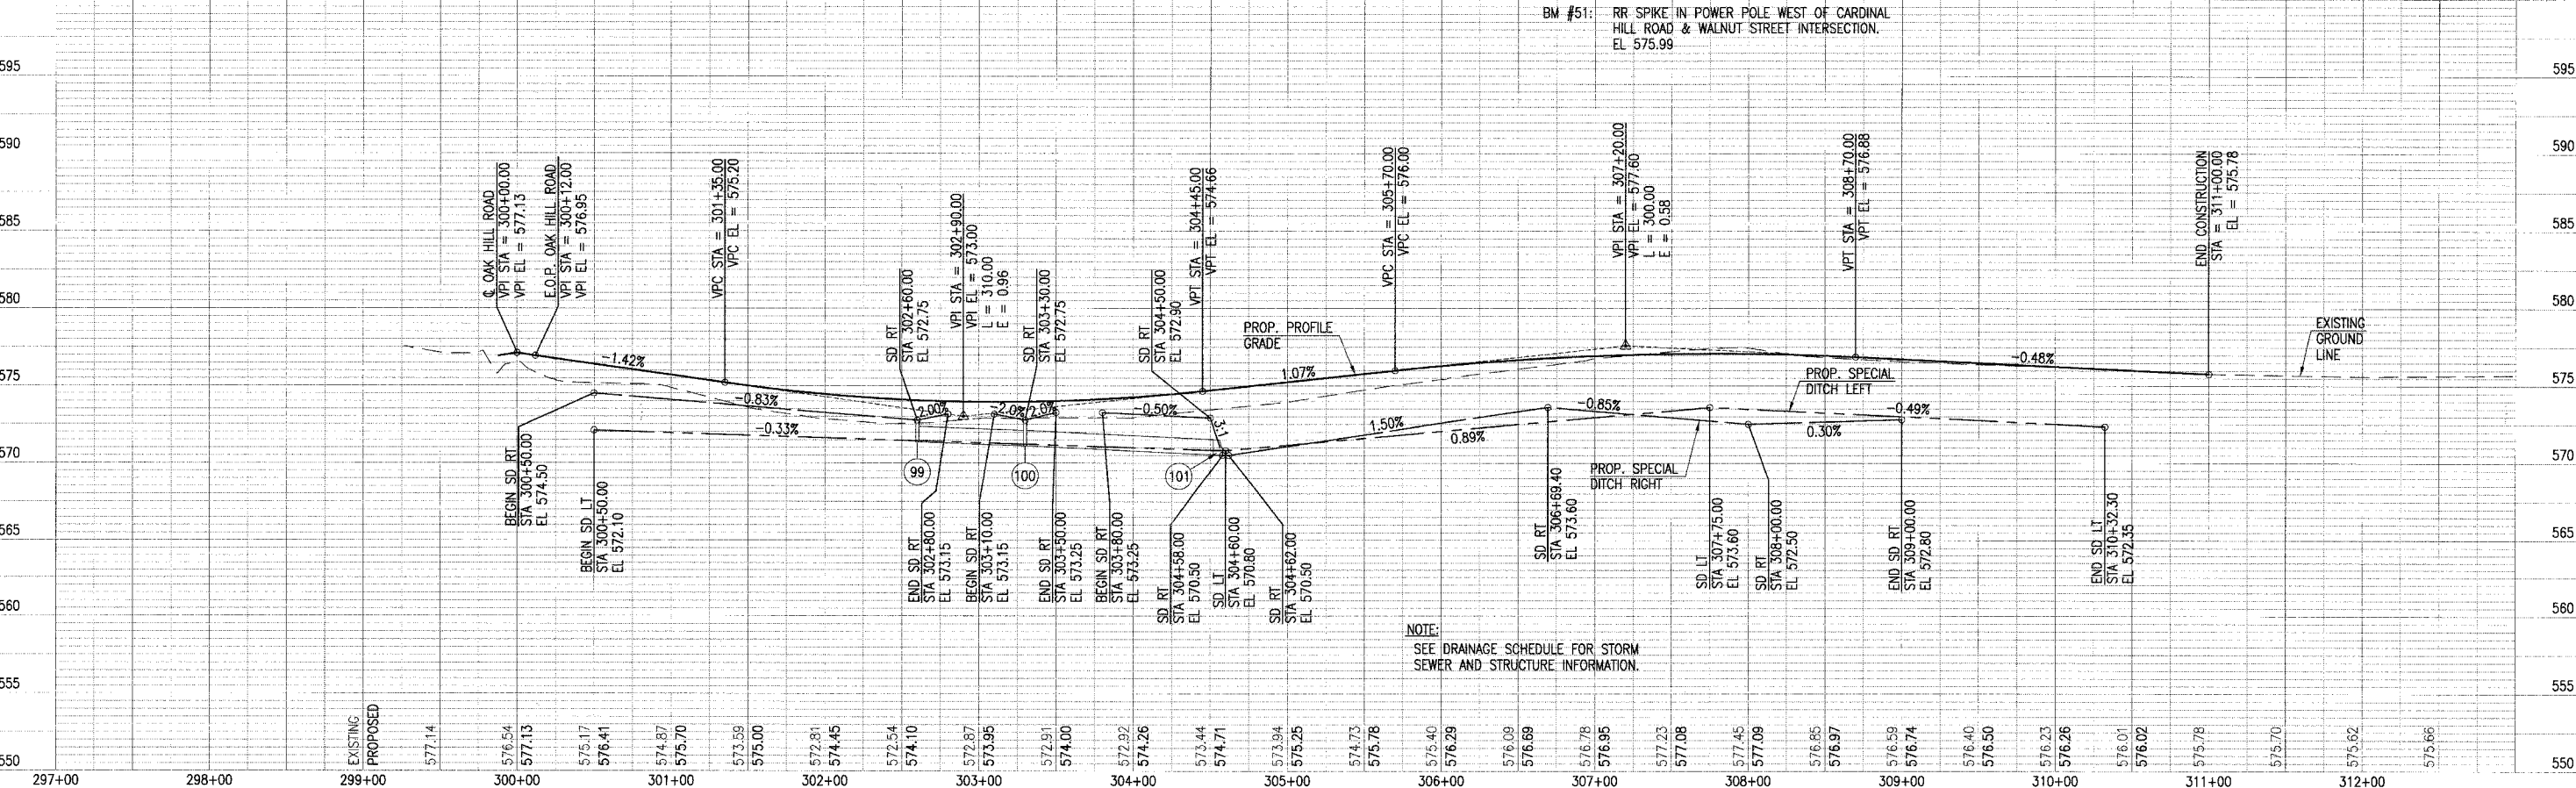 BM #51: RR SPIKE IN POWER POLE WEST OF CARDINAL
HILL ROAD & WALNUT STREET INTERSECTION.
EL 575.99
595
595
590
590
585
585
580
580
575
575
570
570
565
565
560
560
555
555
550
550
℄ OAK HILL ROAD
VPI STA = 300+00.00
VPI EL = 577.13
E.O.P. OAK HILL ROAD
VPI STA = 300+12.00
VPI EL = 576.95
VPC STA = 301+35.00
VPC EL = 575.20
SD RT
STA 302+60.00
EL 572.75
VPI STA = 302+90.00
VPI EL = 573.00
L = 310.00
E = 0.96
SD RT
STA 303+30.00
EL 572.75
SD RT
STA 304+50.00
EL 572.90
VPT STA = 304+45.00
VPT EL = 574.66
PROP. PROFILE
GRADE
VPC STA = 305+70.00
VPC EL = 576.00
VPI STA = 307+20.00
VPI EL = 577.60
L = 300.00
E = 0.58
VPT STA = 308+70.00
VPT EL = 576.88
END CONSTRUCTION
STA = 311+00.00
EL = 575.78
EXISTING
GROUND
LINE
-1.42%
1.07%
-0.48%
-0.83%
-0.33%
2.00%
-2.0%
2.0%
-0.50%
3:1
1.50%
0.89%
-0.85%
0.30%
-0.49%
PROP. SPECIAL
DITCH LEFT
PROP. SPECIAL
DITCH RIGHT
99
100
101
BEGIN SD RT
STA 300+50.00
EL 574.50
BEGIN SD LT
STA 300+50.00
EL 572.10
END SD RT
STA 302+80.00
EL 573.15
BEGIN SD RT
STA 303+10.00
EL 573.15
END SD RT
STA 303+50.00
EL 573.25
BEGIN SD RT
STA 303+80.00
EL 573.25
SD RT
STA 304+58.00
EL 570.50
SD LT
STA 304+60.00
EL 570.80
SD RT
STA 304+62.00
EL 570.50
SD RT
STA 306+69.40
EL 573.60
SD LT
STA 307+75.00
EL 573.60
SD RT
STA 308+00.00
EL 572.50
END SD RT
STA 309+00.00
EL 572.80
END SD LT
STA 310+32.30
EL 572.35
NOTE:
SEE DRAINAGE SCHEDULE FOR STORM
SEWER AND STRUCTURE INFORMATION.
EXISTING
PROPOSED
577.14
576.54
577.13
575.17
576.41
574.87
575.70
573.59
575.00
572.81
574.45
572.54
574.10
572.87
573.95
572.91
574.00
572.92
574.26
573.44
574.71
573.94
575.25
574.73
575.78
575.40
576.29
576.09
576.69
576.78
576.95
577.23
577.08
577.45
577.09
576.85
576.97
576.59
576.74
576.40
576.50
576.23
576.26
576.01
576.02
575.78
575.70
575.62
575.66
297+00
298+00
299+00
300+00
301+00
302+00
303+00
304+00
305+00
306+00
307+00
308+00
309+00
310+00
311+00
312+00